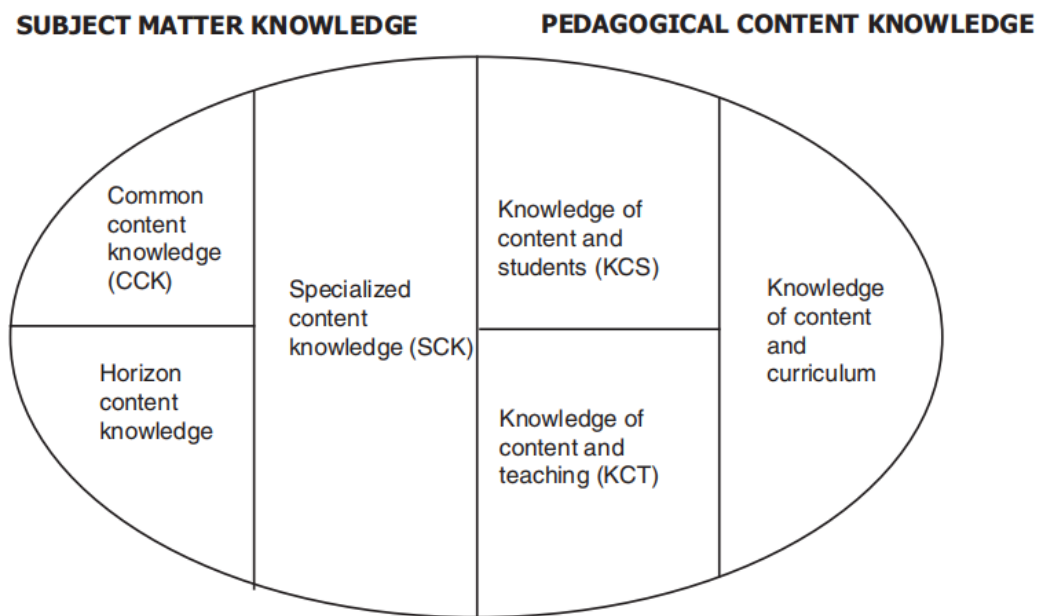 SUBJECT MATTER KNOWLEDGE
PEDAGOGICAL CONTENT KNOWLEDGE
Common
content
knowledge
(CCK)
Horizon
content
knowledge
Specialized
content
knowledge (SCK)
Knowledge of
content and
students (KCS)
Knowledge of
content and
teaching (KCT)
Knowledge
of content
and
curriculum